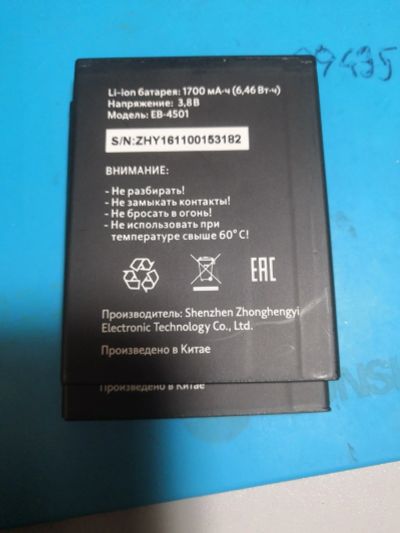 99435
Li-ion батарея: 1700 мА·ч (6,46 Вт·ч)
Напряжение: 3,8 В
Модель: EB-4501
S/N:ZHY161100153182
ВНИМАНИЕ:
- Не разбирать!
- Не замыкать контакты!
- Не бросать в огонь!
- Не использовать при
температуре свыше 60° С!
EAC
Производитель: Shenzhen Zhonghengyi
Electronic Technology Co., Ltd.
Произведено в Китае
Произведено в Китае